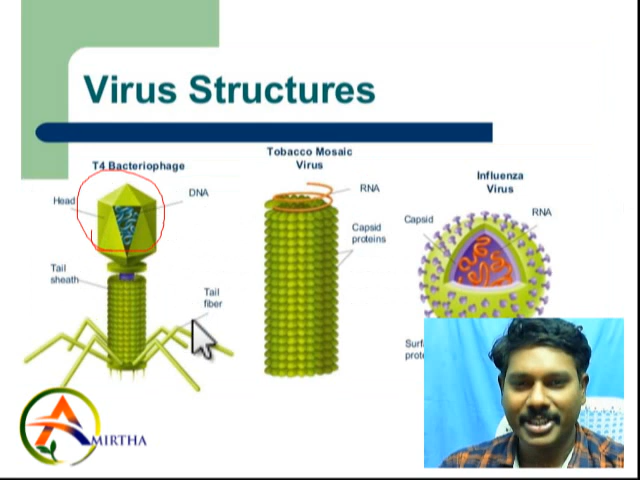 Virus Structures
T4 Bacteriophage
Head
DNA
Tail
sheath
Tail
fiber
Tobacco Mosaic
Virus
RNA
Capsid
proteins
Influenza
Virus
Capsid
RNA
AMIRTHA